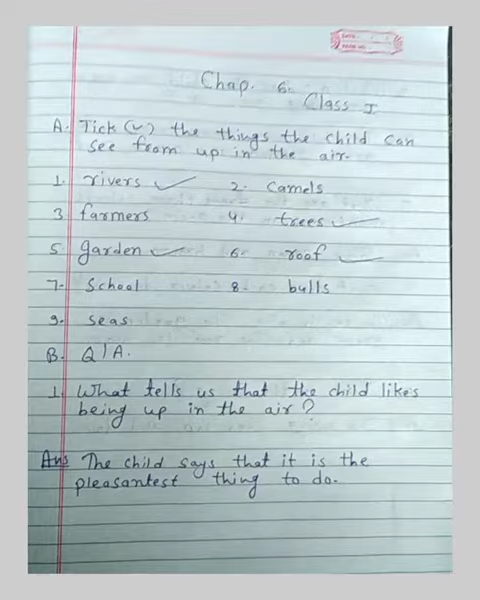 DATE: / /
PAGE NO.
Chap. 6.
Class I
A. Tick (✓) the things the child can
see from up in the air.
1. rivers ✓ 2. Camels
3. farmers 4. trees ✓
5. garden ✓ 6. roof ✓
7. School 8. bulls
9. seas
B. Q/A.
1. What tells us that the child likes
being up in the air?
Ans The child says that it is the
pleasantest thing to do.